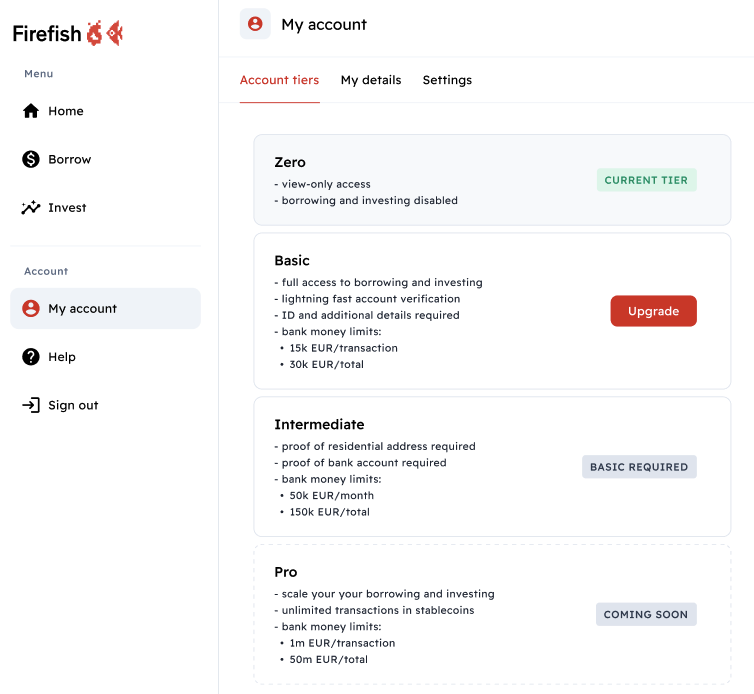 Firefish
Menu
Home
Borrow
Invest
Account
My account
Help
Sign out
My account
Account tiers
My details
Settings
Zero
- view-only access
- borrowing and investing disabled
CURRENT TIER
Basic
- full access to borrowing and investing
- lightning fast account verification
- ID and additional details required
- bank money limits:
• 15k EUR/transaction
• 30k EUR/total
Upgrade
Intermediate
- proof of residential address required
- proof of bank account required
- bank money limits:
• 50k EUR/month
• 150k EUR/total
BASIC REQUIRED
Pro
- scale your your borrowing and investing
- unlimited transactions in stablecoins
- bank money limits:
• 1m EUR/transaction
• 50m EUR/total
COMING SOON